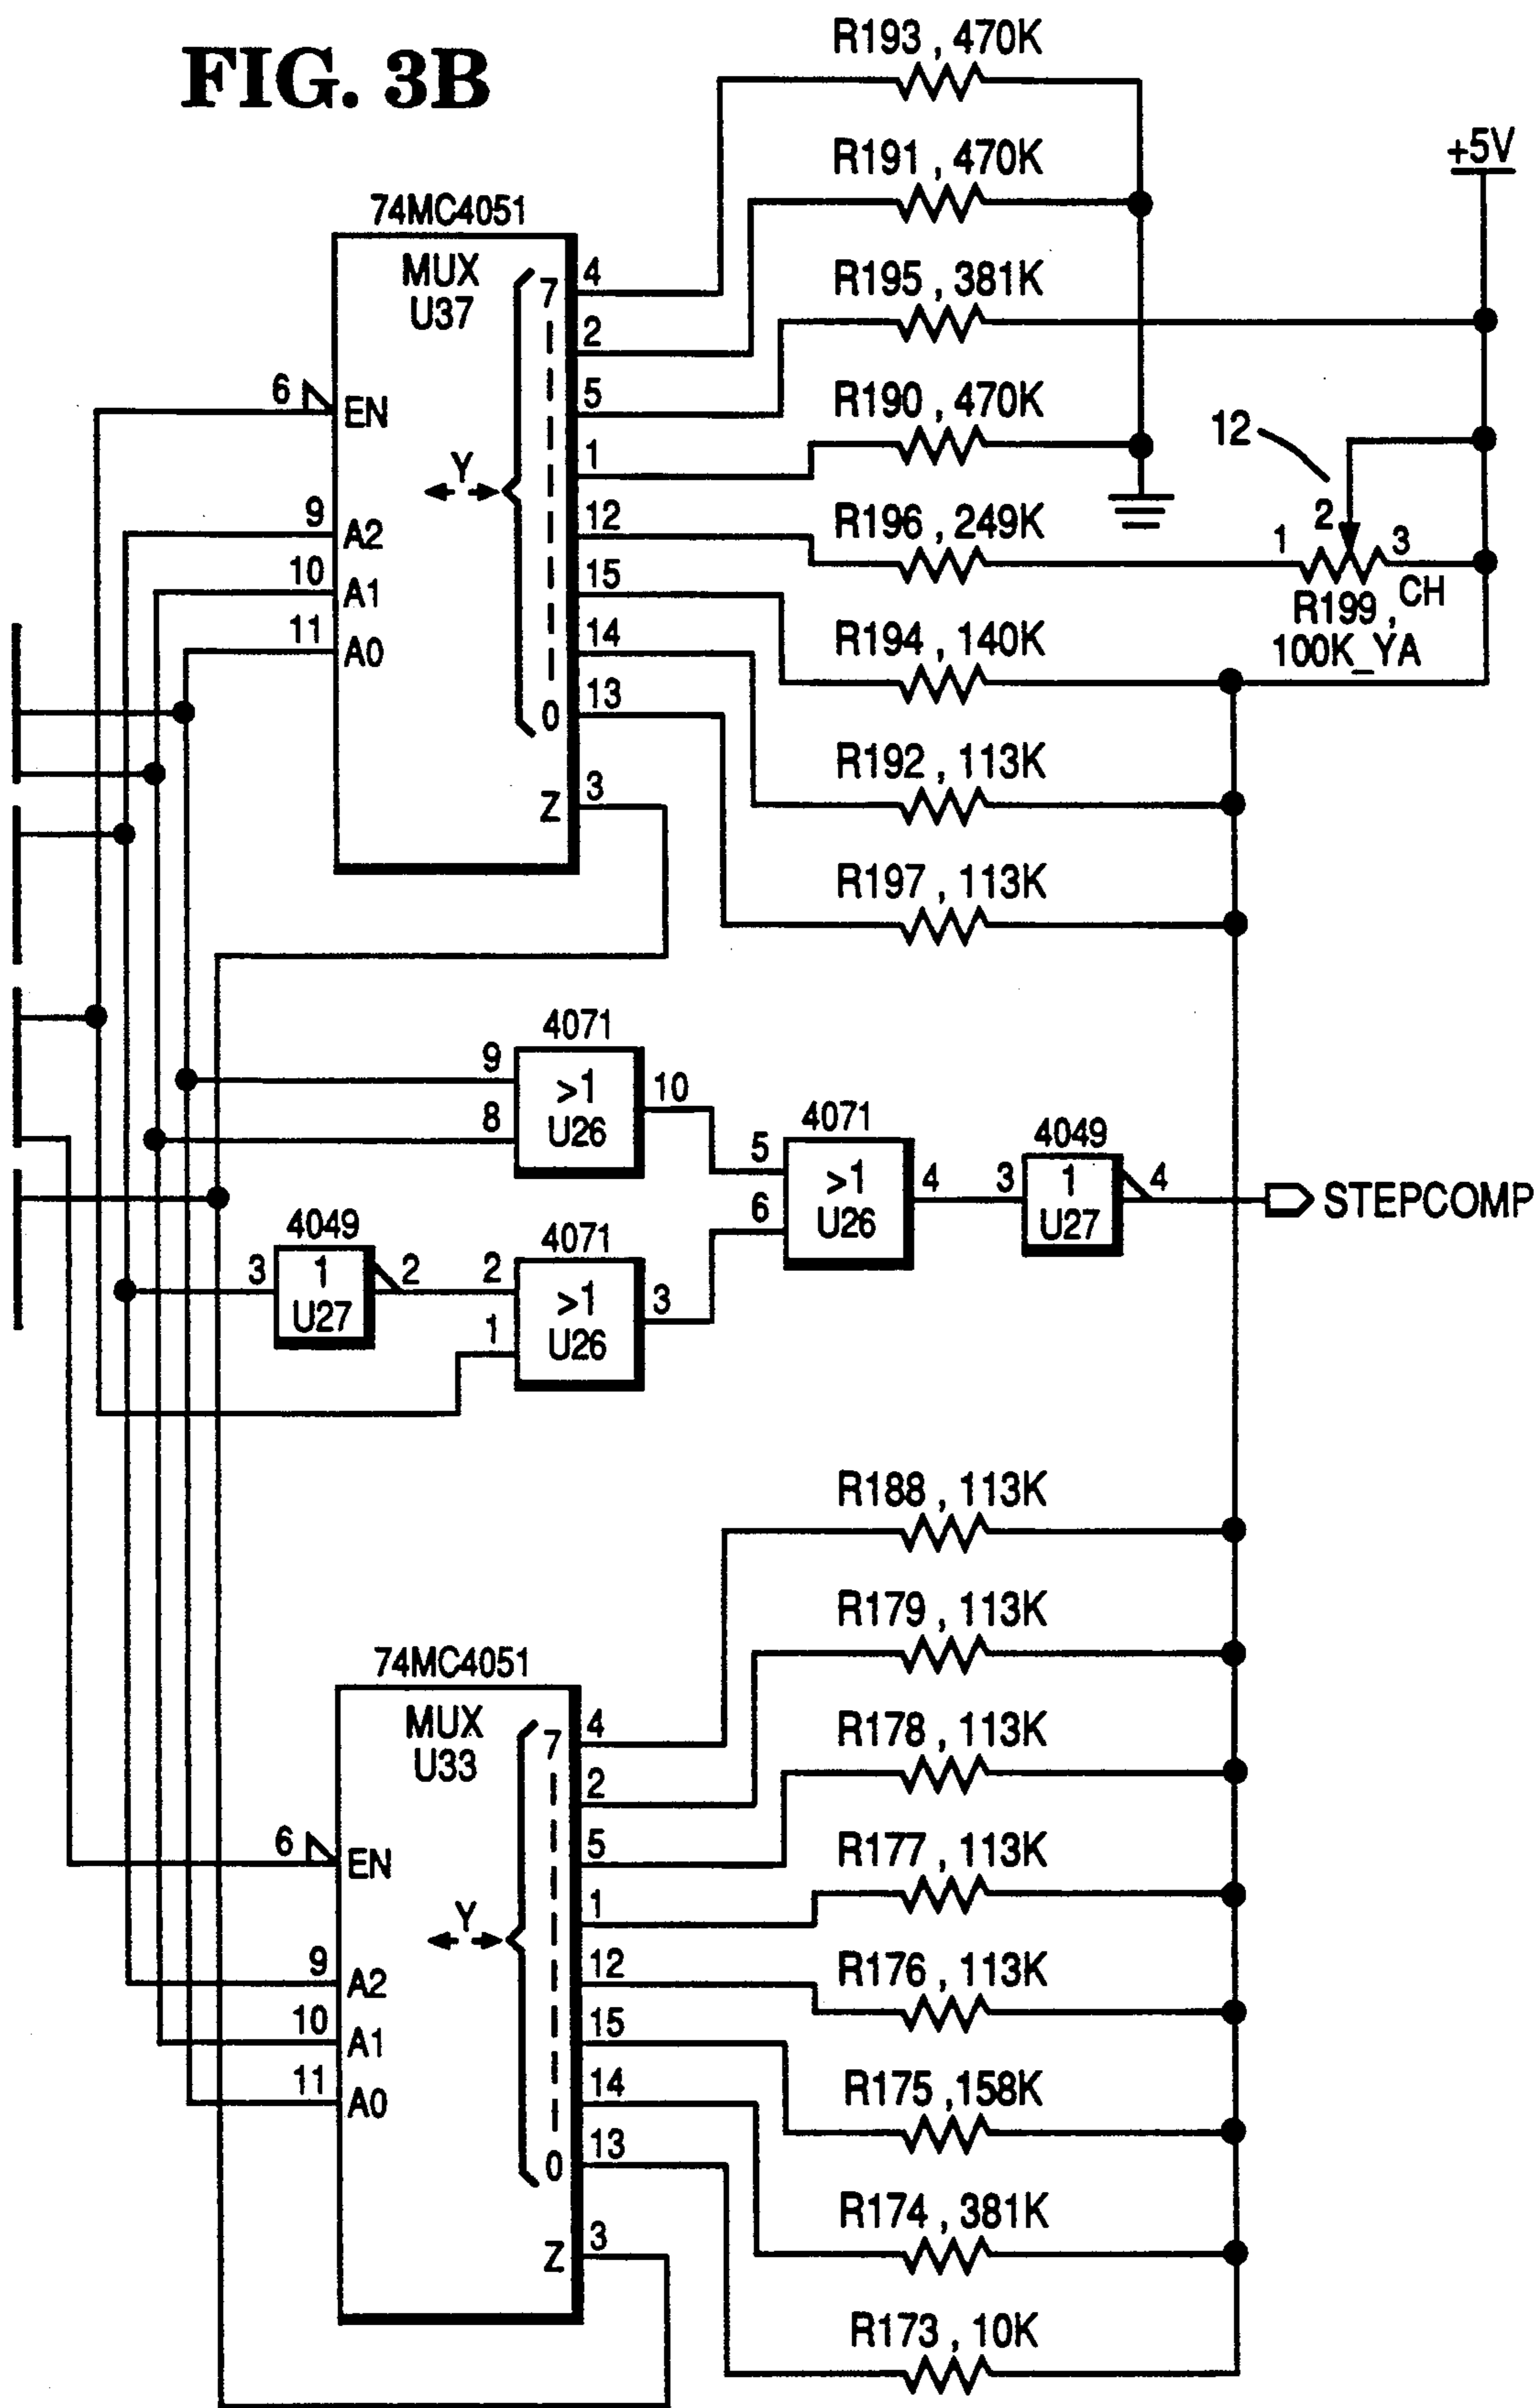 FIG. 3B
R193 , 470K
R191 , 470K
+5V
74MC4051
MUX
U37
7
4
2
R195 , 381K
5
6
EN
R190 , 470K
1
12
Y
9
A2
12
R196 , 249K
1
2
3
CH
R199 ,
100K_YA
10
A1
15
11
A0
14
R194 , 140K
0
13
R192 , 113K
Z
3
R197 , 113K
4071
9
8
>1
U26
10
4071
5
6
>1
U26
4
4049
3
1
U27
4
STEPCOMP
4049
3
1
U27
2
4071
2
1
>1
U26
3
R188 , 113K
R179 , 113K
74MC4051
MUX
U33
7
4
R178 , 113K
2
6
EN
5
R177 , 113K
1
Y
9
A2
12
R176 , 113K
10
A1
15
11
A0
14
R175 ,158K
0
13
R174 , 381K
Z
3
R173 , 10K